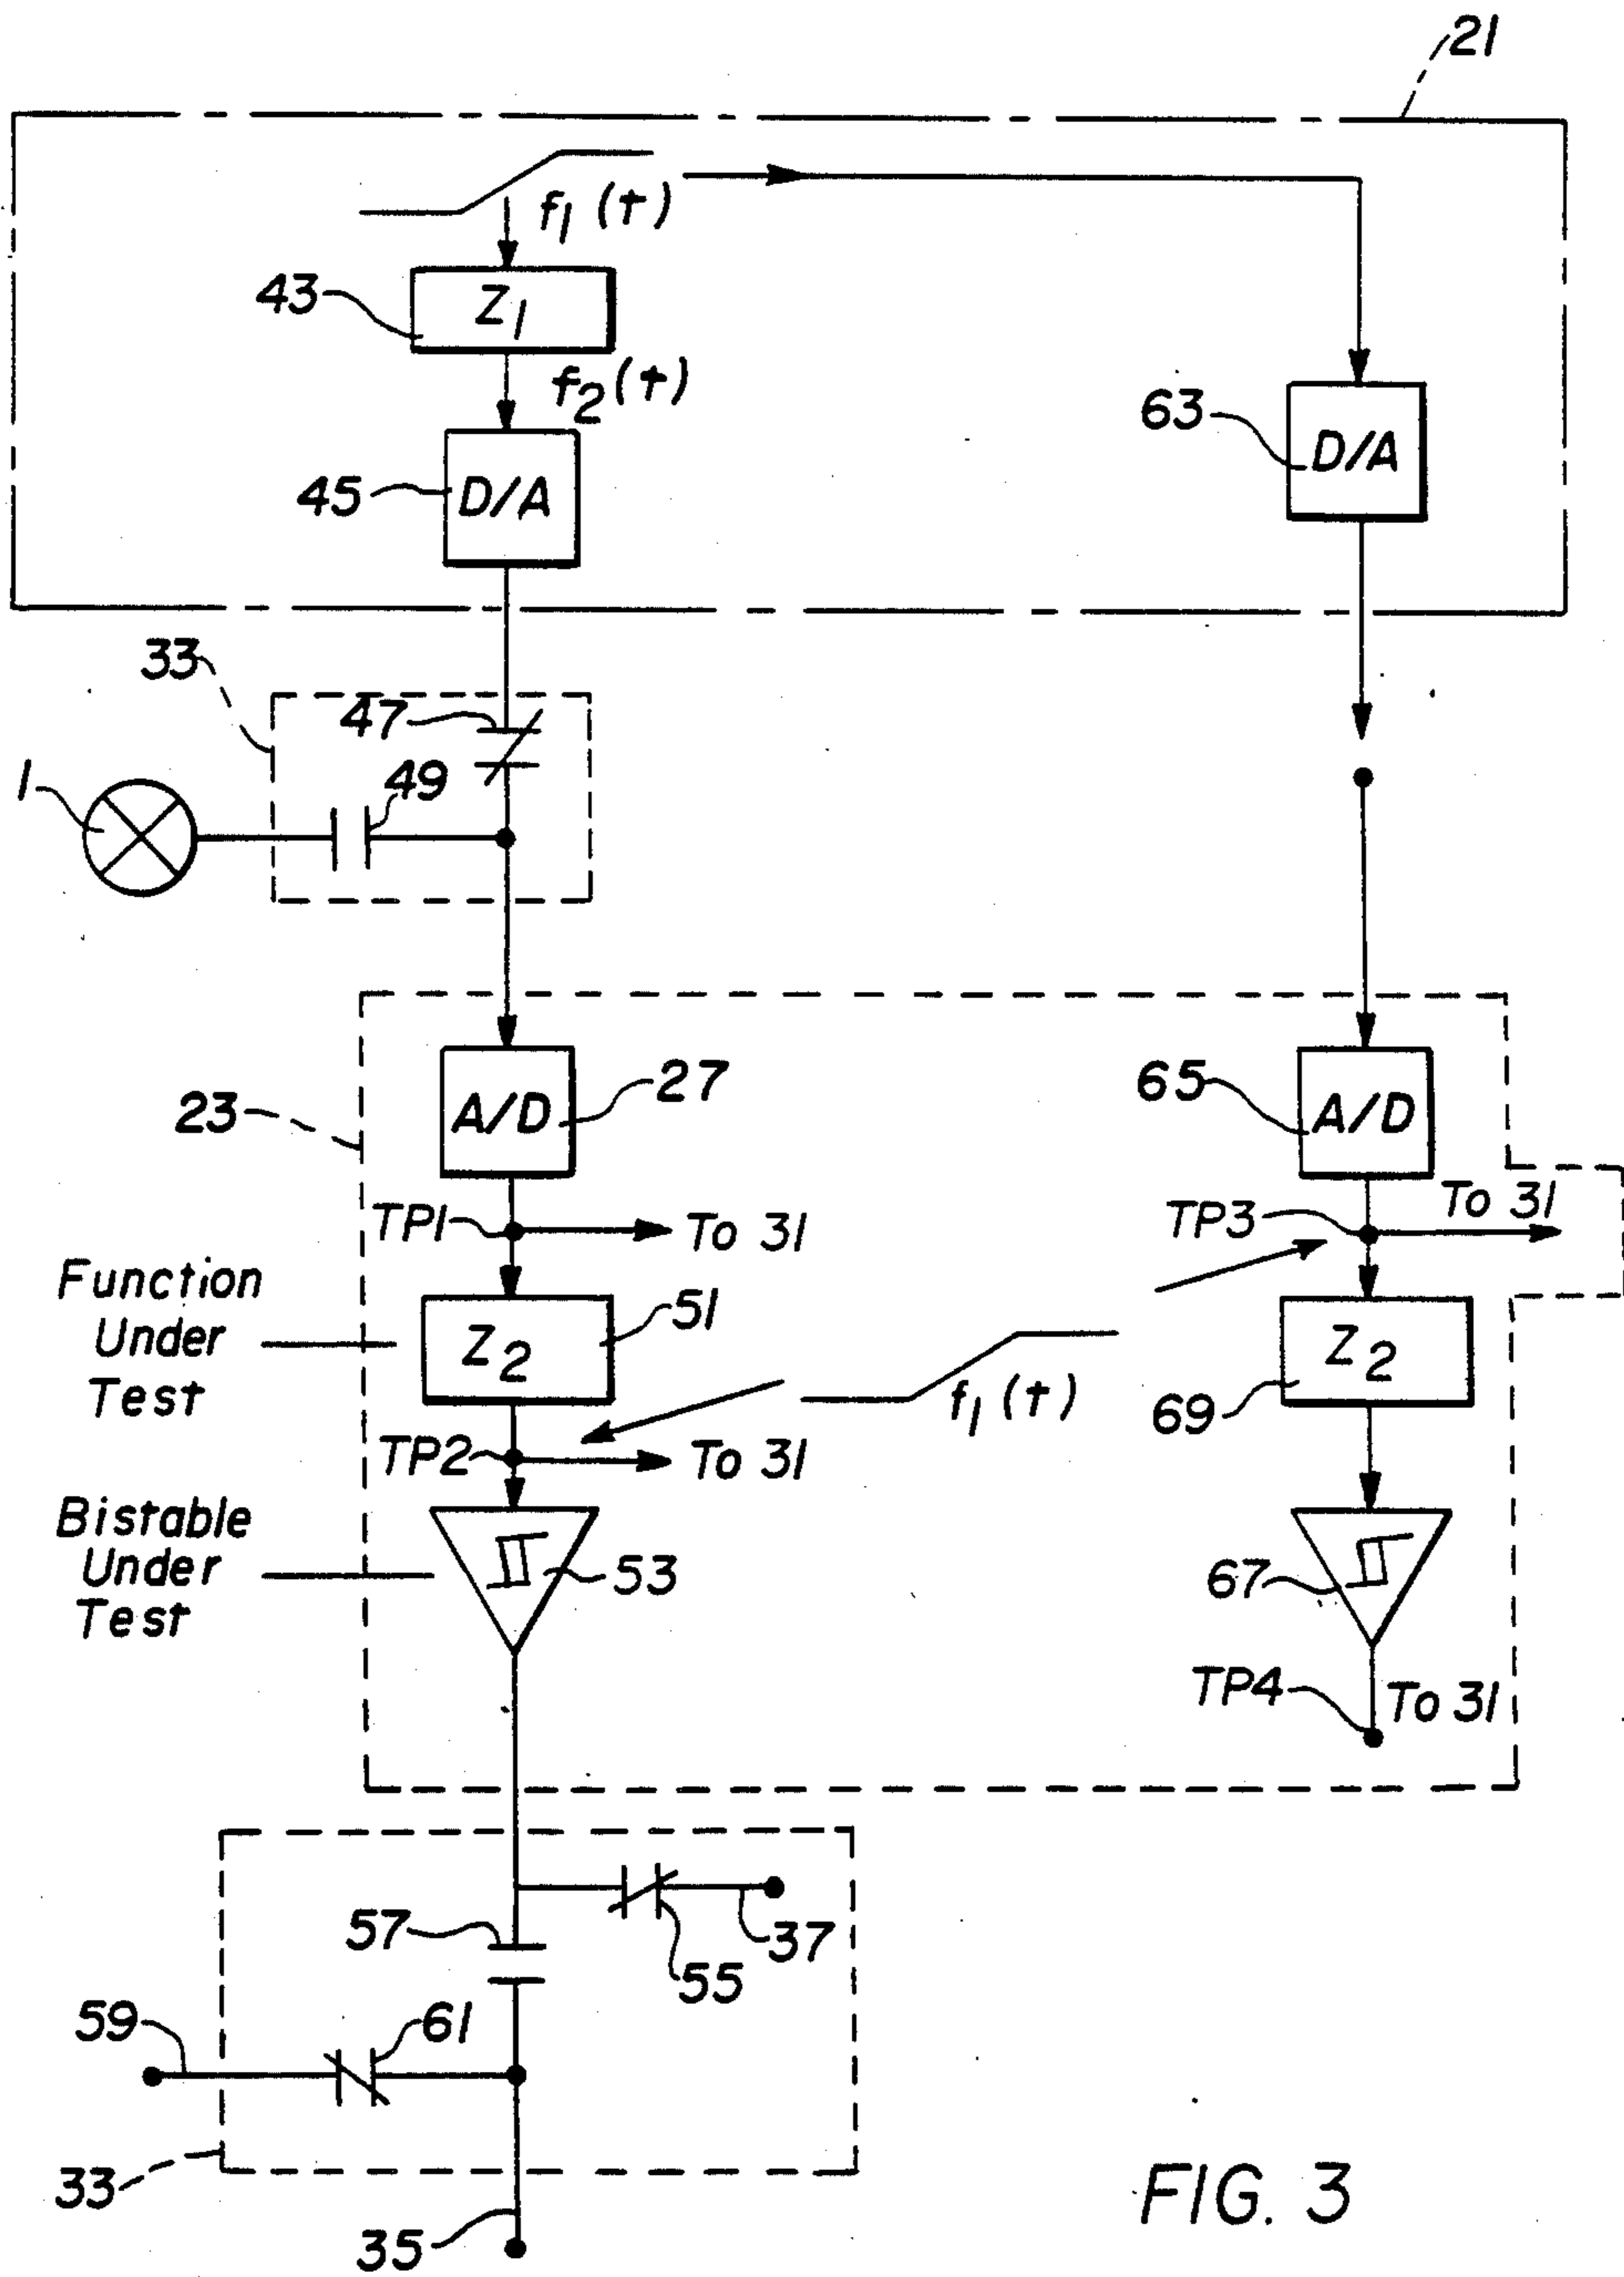 21
f1 (t)
43
Z1
f2 (t)
63
D/A
45
D/A
33
47
1
49
27
65
A/D
A/D
23
TP1
To 31
TP3
To 31
Function
Under
Test
51
Z2
Z2
f1 (t)
69
TP2
To 31
Bistable
Under
Test
53
67
TP4
To 31
57
37
55
59
61
33
35
FIG. 3